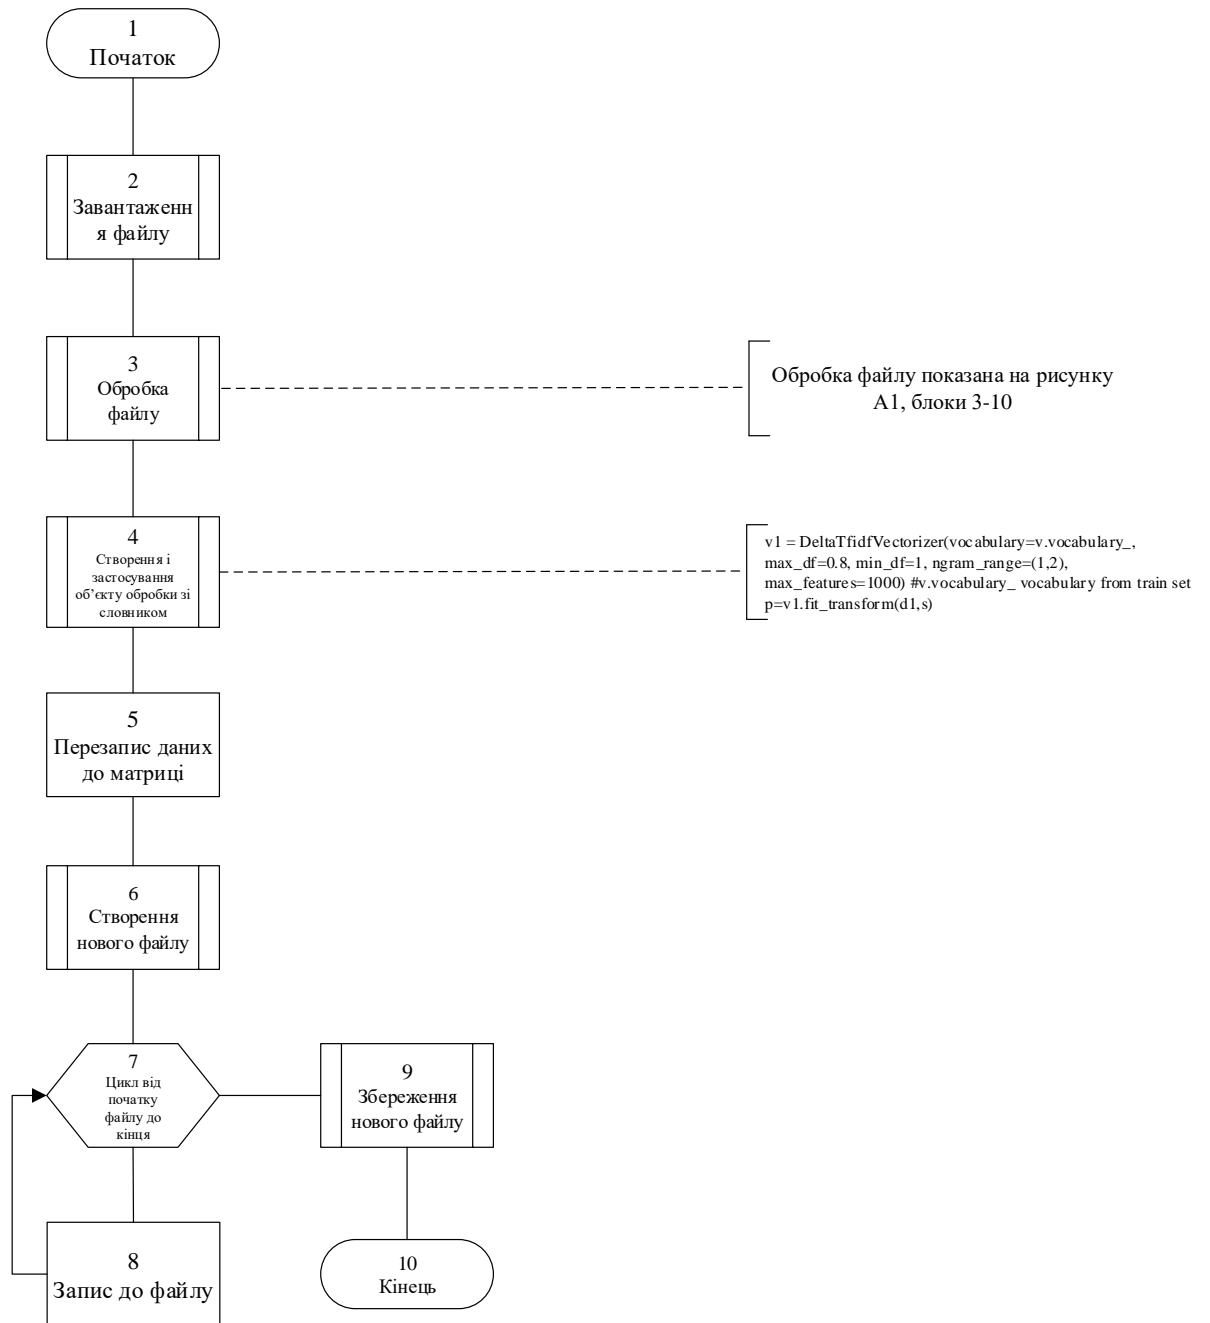 1
Початок
2
Завантаженн
я файлу
3
Обробка
файлу
Обробка файлу показана на рисунку
А1, блоки 3-10
4
Створення і
застосування
об’єкту обробки зі
словником
v1 = DeltaTfidfVectorizer(vocabulary=v.vocabulary_,
max_df=0.8, min_df=1, ngram_range=(1,2),
max_features=1000) #v.vocabulary_ vocabulary from train set
p=v1.fit_transform(d1,s)
5
Перезапис даних
до матриці
6
Створення
нового файлу
7
Цикл від
початку
файлу до
кінця
9
Збереження
нового файлу
8
Запис до файлу
10
Кінець